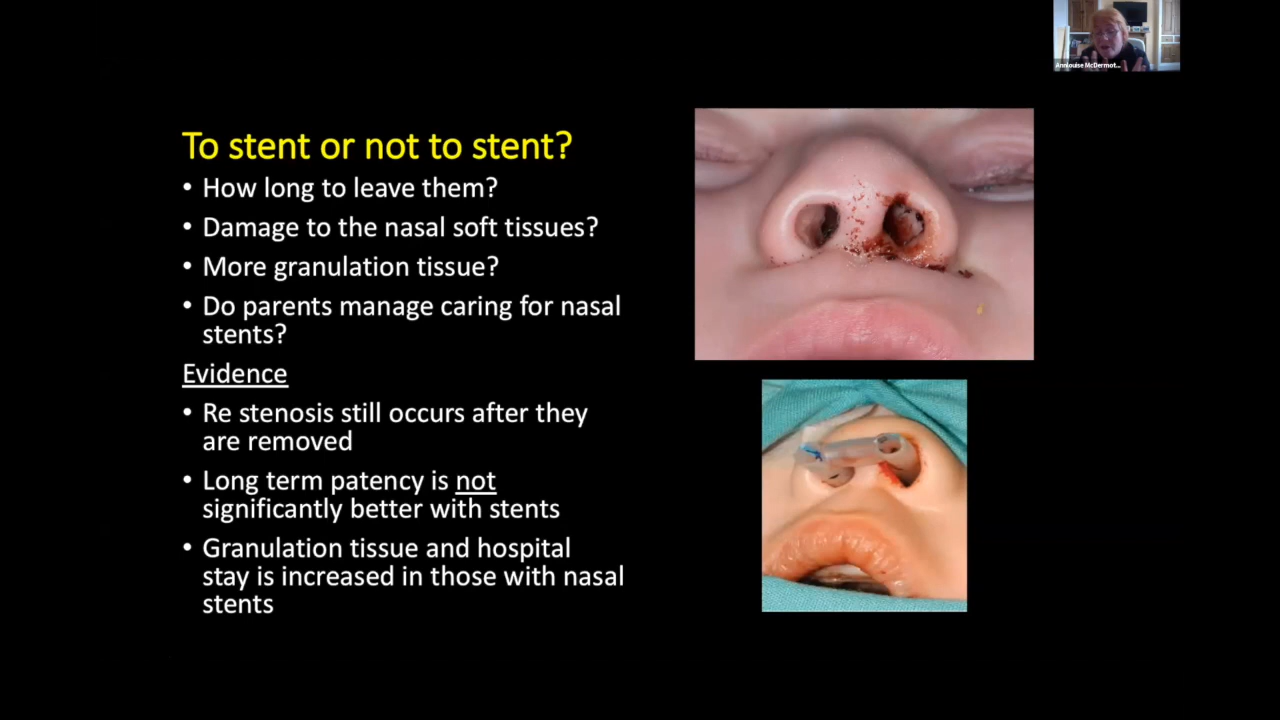 Annlouise McDermot...
To stent or not to stent?
• How long to leave them?
• Damage to the nasal soft tissues?
• More granulation tissue?
• Do parents manage caring for nasal
stents?
Evidence
• Re stenosis still occurs after they
are removed
• Long term patency is not
significantly better with stents
• Granulation tissue and hospital
stay is increased in those with nasal
stents